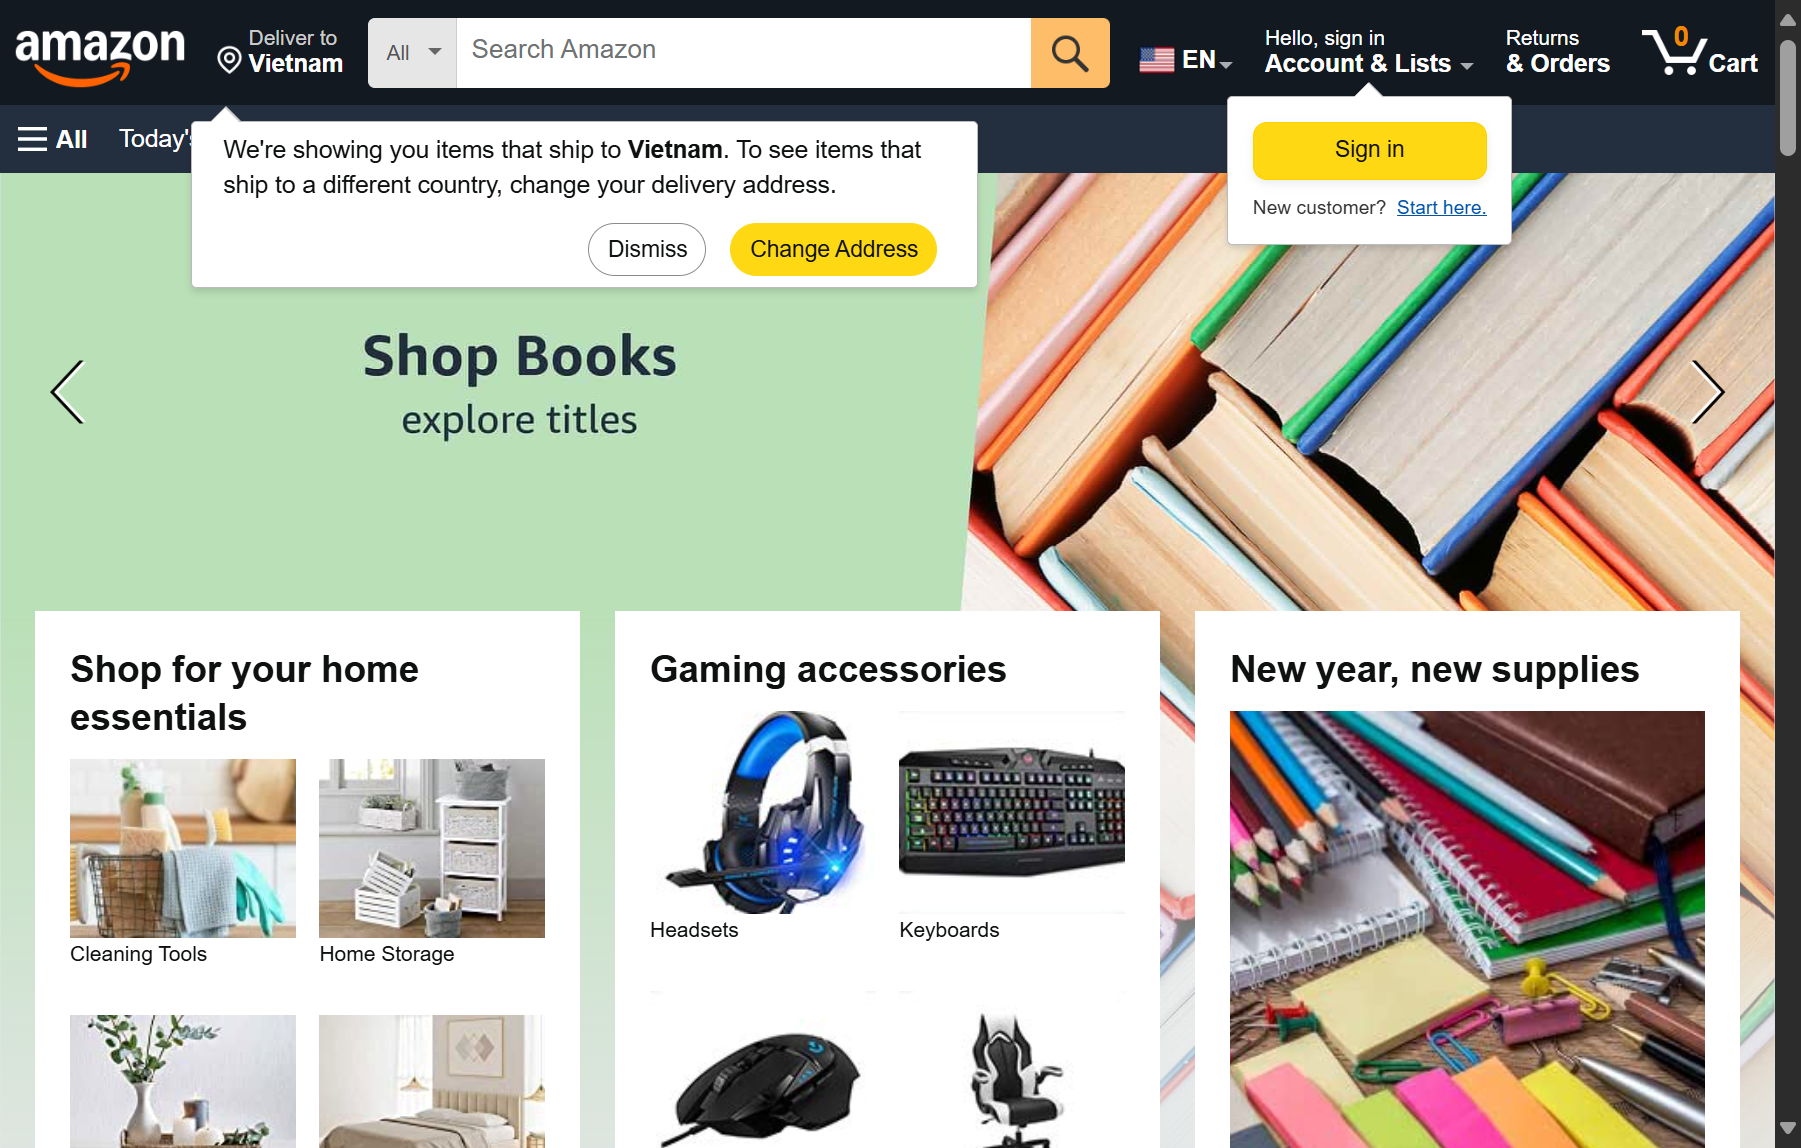 amazon
Deliver to
Vietnam
All
Search Amazon
EN
Hello, sign in
Account & Lists
Returns
& Orders
0
Cart
All
Today's
We're showing you items that ship to Vietnam. To see items that
ship to a different country, change your delivery address.
Dismiss
Change Address
Sign in
New customer? Start here.
Shop Books
explore titles
Shop for your home
essentials
Cleaning Tools
Home Storage
Gaming accessories
Headsets
Keyboards
New year, new supplies